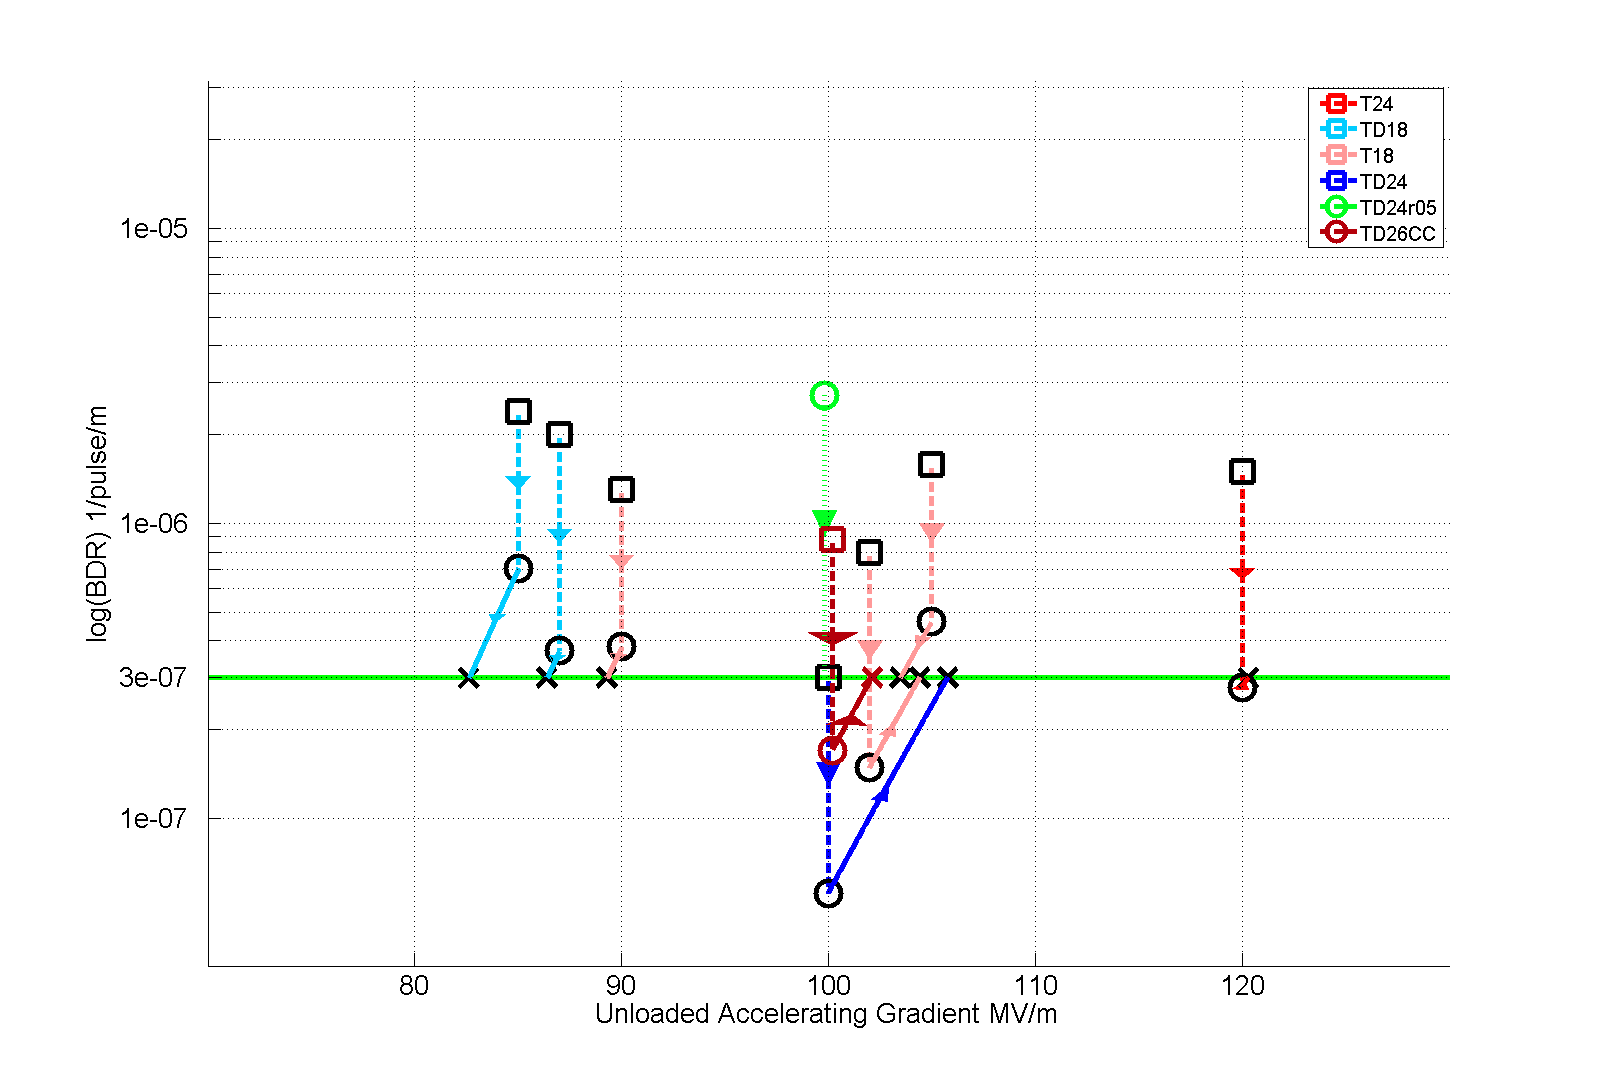 T24
TD18
T18
TD24
TD24r05
TD26CC
1e-05
1e-06
3e-07
1e-07
log(BDR) 1/pulse/m
80 90 100 110 120
Unloaded Accelerating Gradient MV/m